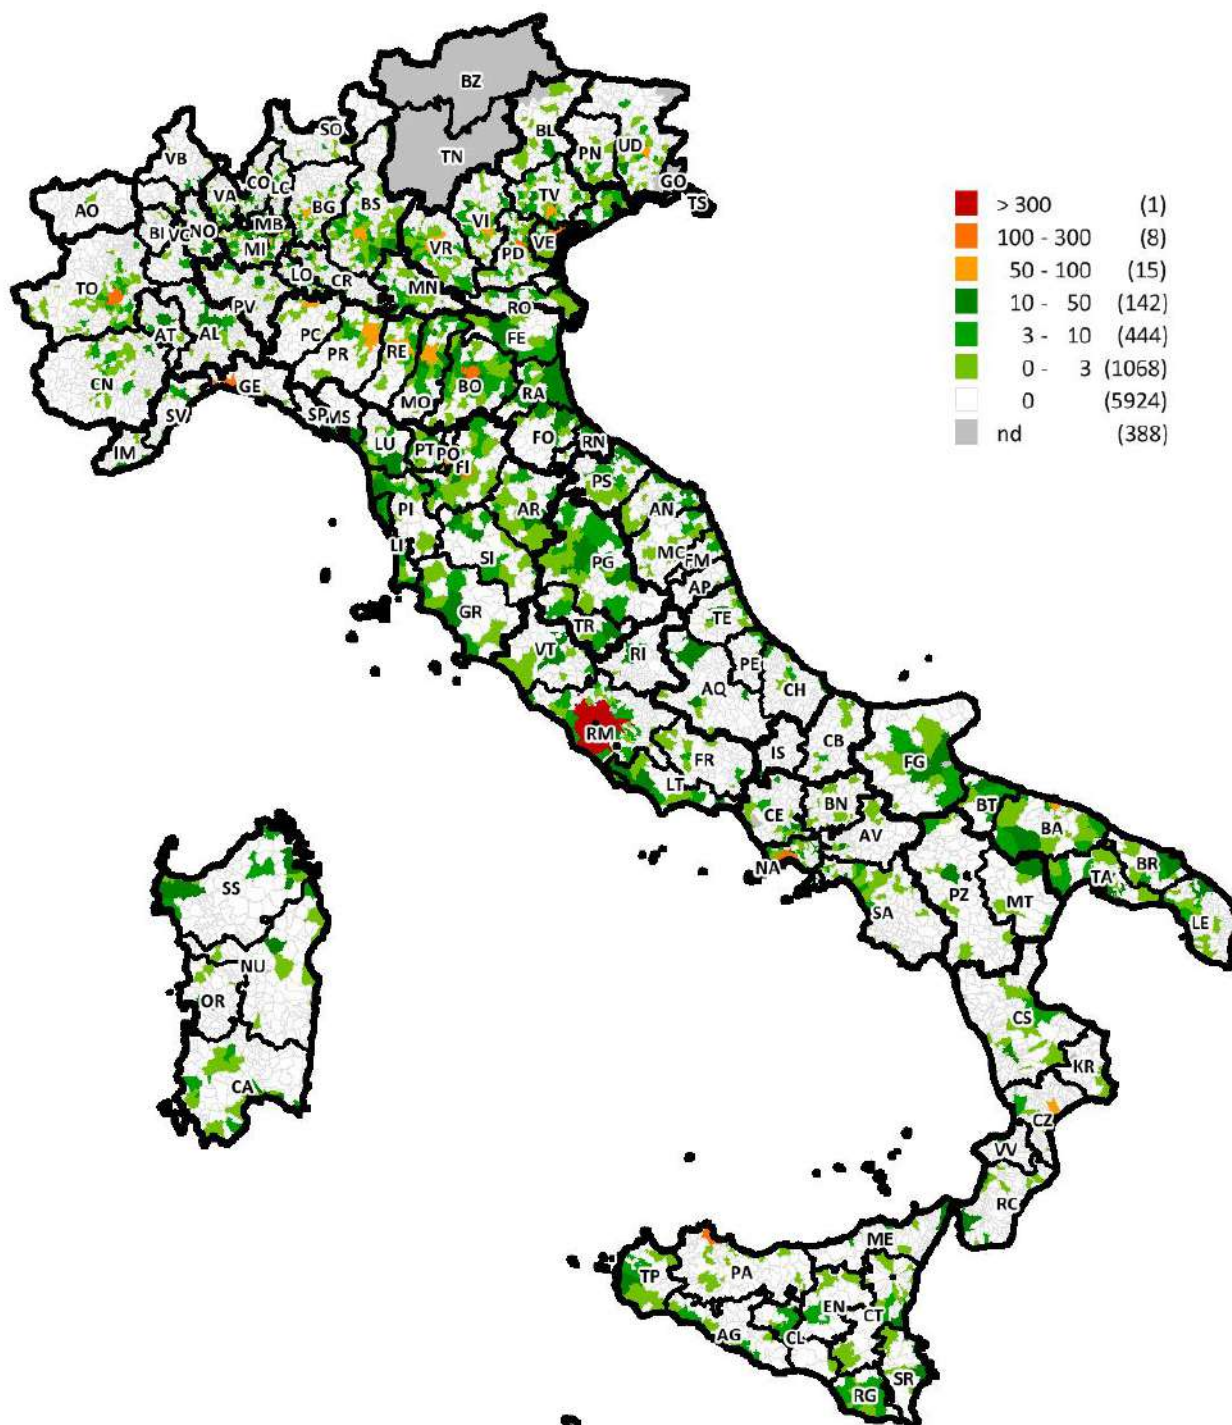 BZ
SO
BL
TN
PN
UD
VB
CO
LC
GO
TS
VA
BG
BS
TV
AO
VI
BI
VC
NO
MB
MI
VR
PD
VE
LO
CR
MN
TO
PV
RO
AT
AL
PC
PR
RE
FE
CN
GE
MO
BO
RA
SV
SP
MS
IM
LU
PT
PO
FI
FO
RN
PS
PI
AR
AN
LI
SI
MC
FM
PG
AP
GR
TR
TE
VT
RI
PE
AQ
CH
RM
IS
CB
FR
FG
LT
CE
BN
BT
AV
BA
NA
BR
TA
SS
PZ
MT
SA
LE
NU
OR
CS
KR
CA
CZ
VV
RC
ME
TP
PA
EN
CT
AG
CL
SR
RG
> 300 (1)
100 - 300 (8)
50 - 100 (15)
10 - 50 (142)
3 - 10 (444)
0 - 3 (1068)
0 (5924)
nd (388)